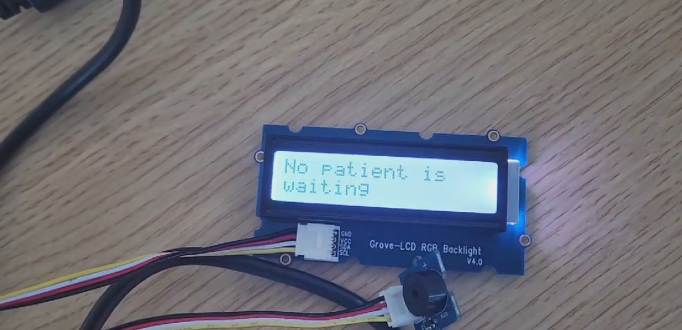 No patient is
waiting
GND
VCC
SDA
SCL
Grove-LCD RGB Backlight
V4.0